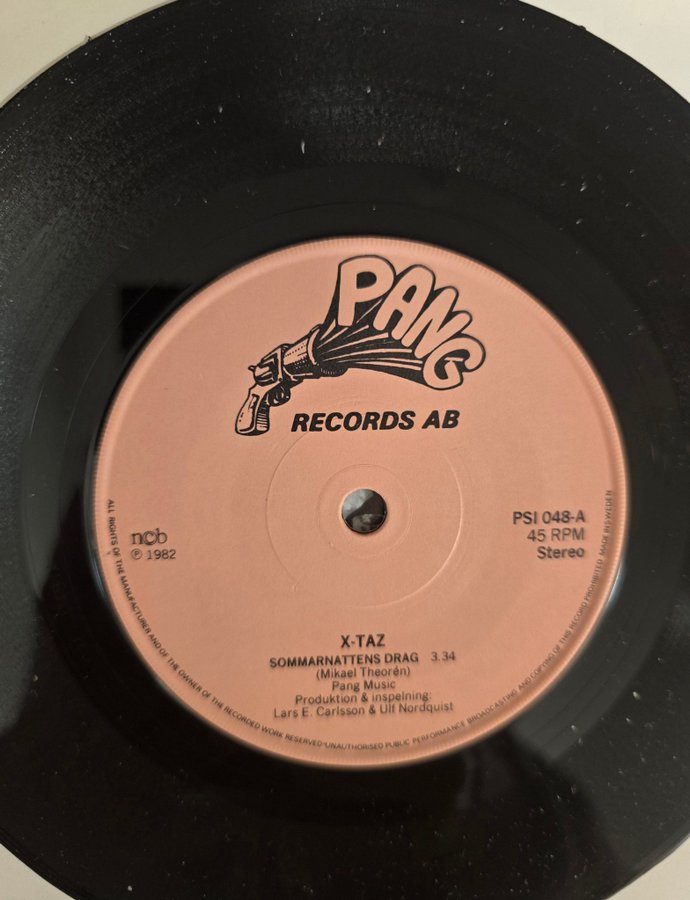 PANG
RECORDS AB
PSI 048-A
45 RPM
Stereo
ncb
℗ 1982
X-TAZ
SOMMARNATTENS DRAG 3.34
(Mikael Theorén)
Pang Music
Produktion & inspelning:
Lars E. Carlsson & Ulf Nordquist
ALL RIGHTS OF THE MANUFACTURER AND OF THE OWNER OF THE RECORDED WORK RESERVED·UNAUTHORISED PUBLIC PERFORMANCE BROADCASTING AND COPYING OF THIS RECORD PROHIBITED MADE IN SWEDEN